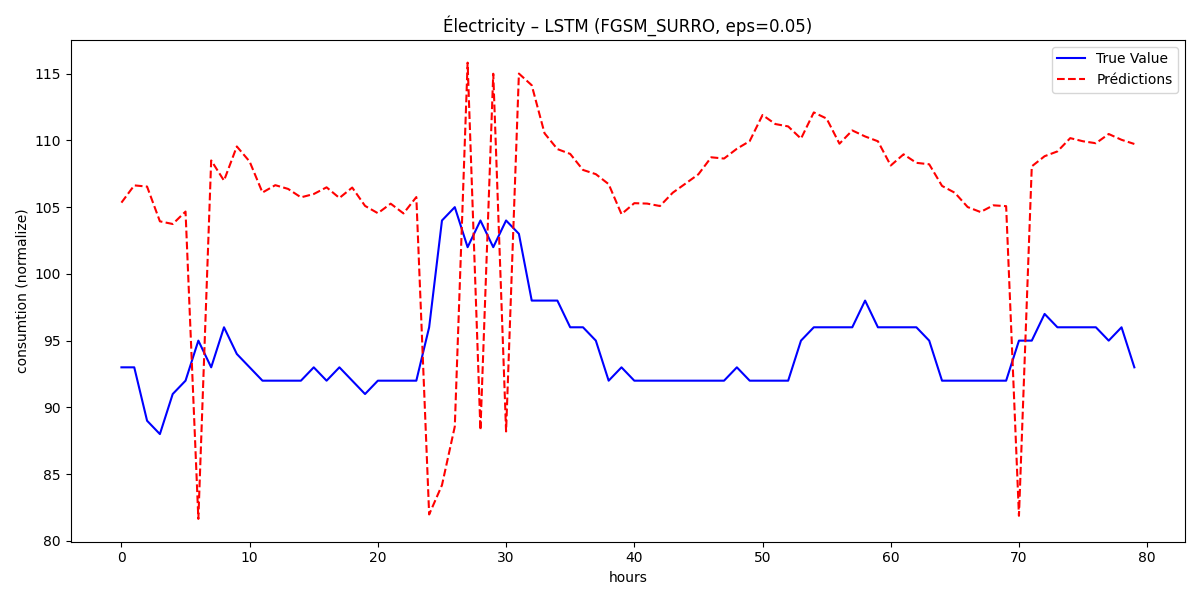 Électricity – LSTM (FGSM_SURRO, eps=0.05)
True Value
Prédictions
consumtion (normalize)
115
110
105
100
95
90
85
80
0 10 20 30 40 50 60 70 80
hours